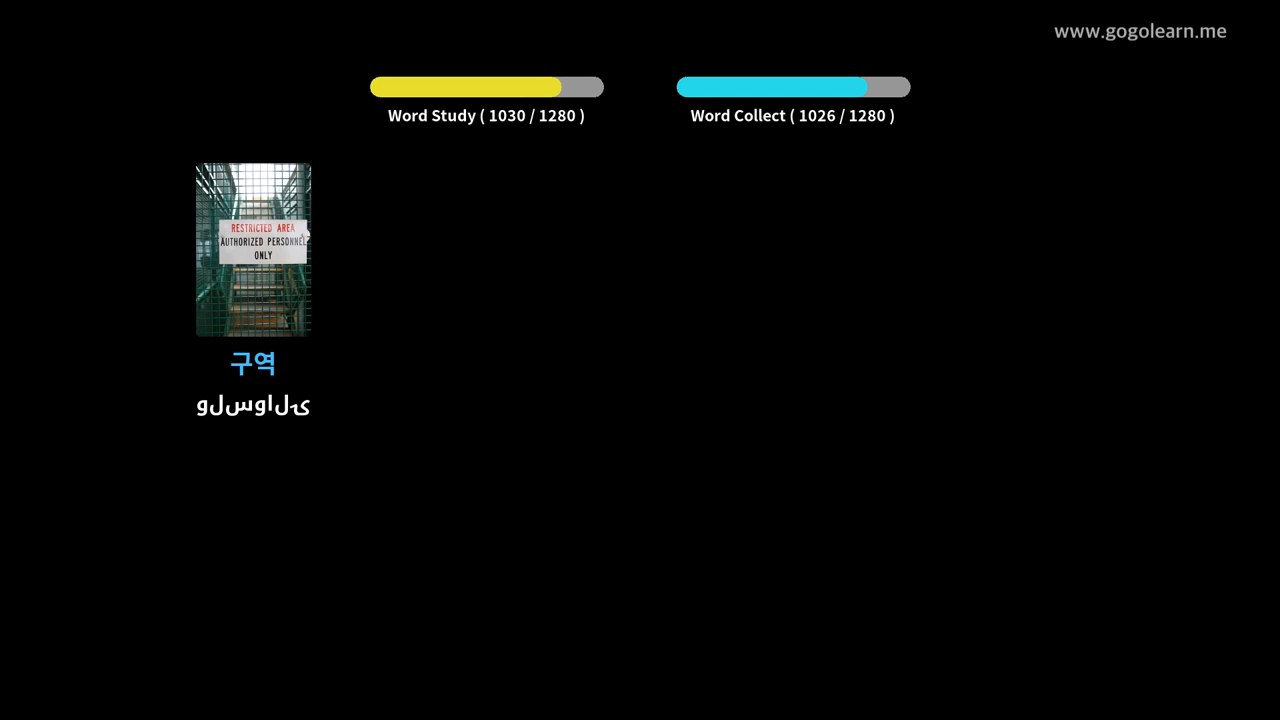 www.gogolearn.me
Word Study ( 1030 / 1280 )
Word Collect ( 1026 / 1280 )
RESTRICTED AREA
AUTHORIZED PERSONNEL
ONLY
구역
ولسوالۍ